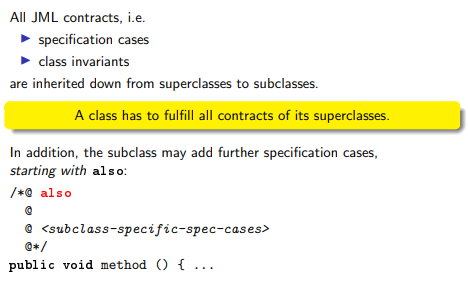 All JML contracts, i.e.
▶ specification cases
▶ class invariants
are inherited down from superclasses to subclasses.
A class has to fulfill all contracts of its superclasses.
In addition, the subclass may add further specification cases,
starting with also:
/*@ also
@
@ <subclass-specific-spec-cases>
@*/
public void method () { ...